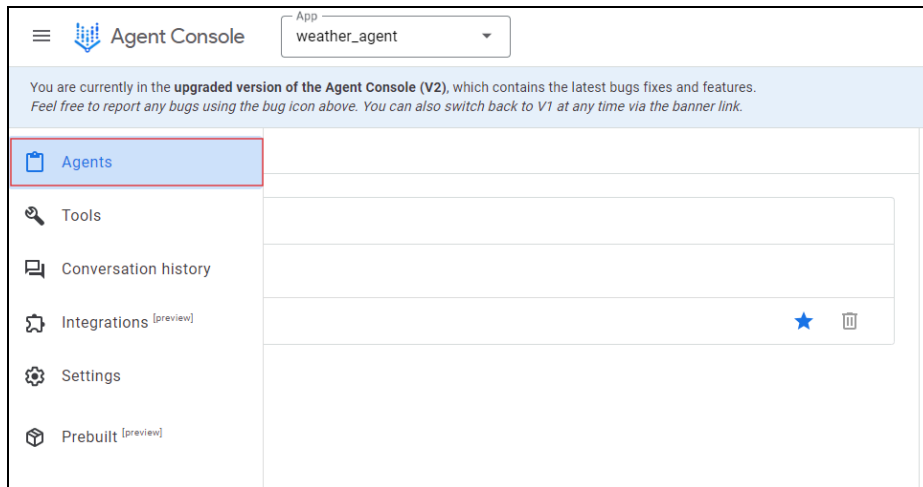 App
Agent Console
weather_agent
You are currently in the upgraded version of the Agent Console (V2), which contains the latest bugs fixes and features.
Feel free to report any bugs using the bug icon above. You can also switch back to V1 at any time via the banner link.
Agents
Tools
Conversation history
Integrations [preview]
Settings
Prebuilt [preview]